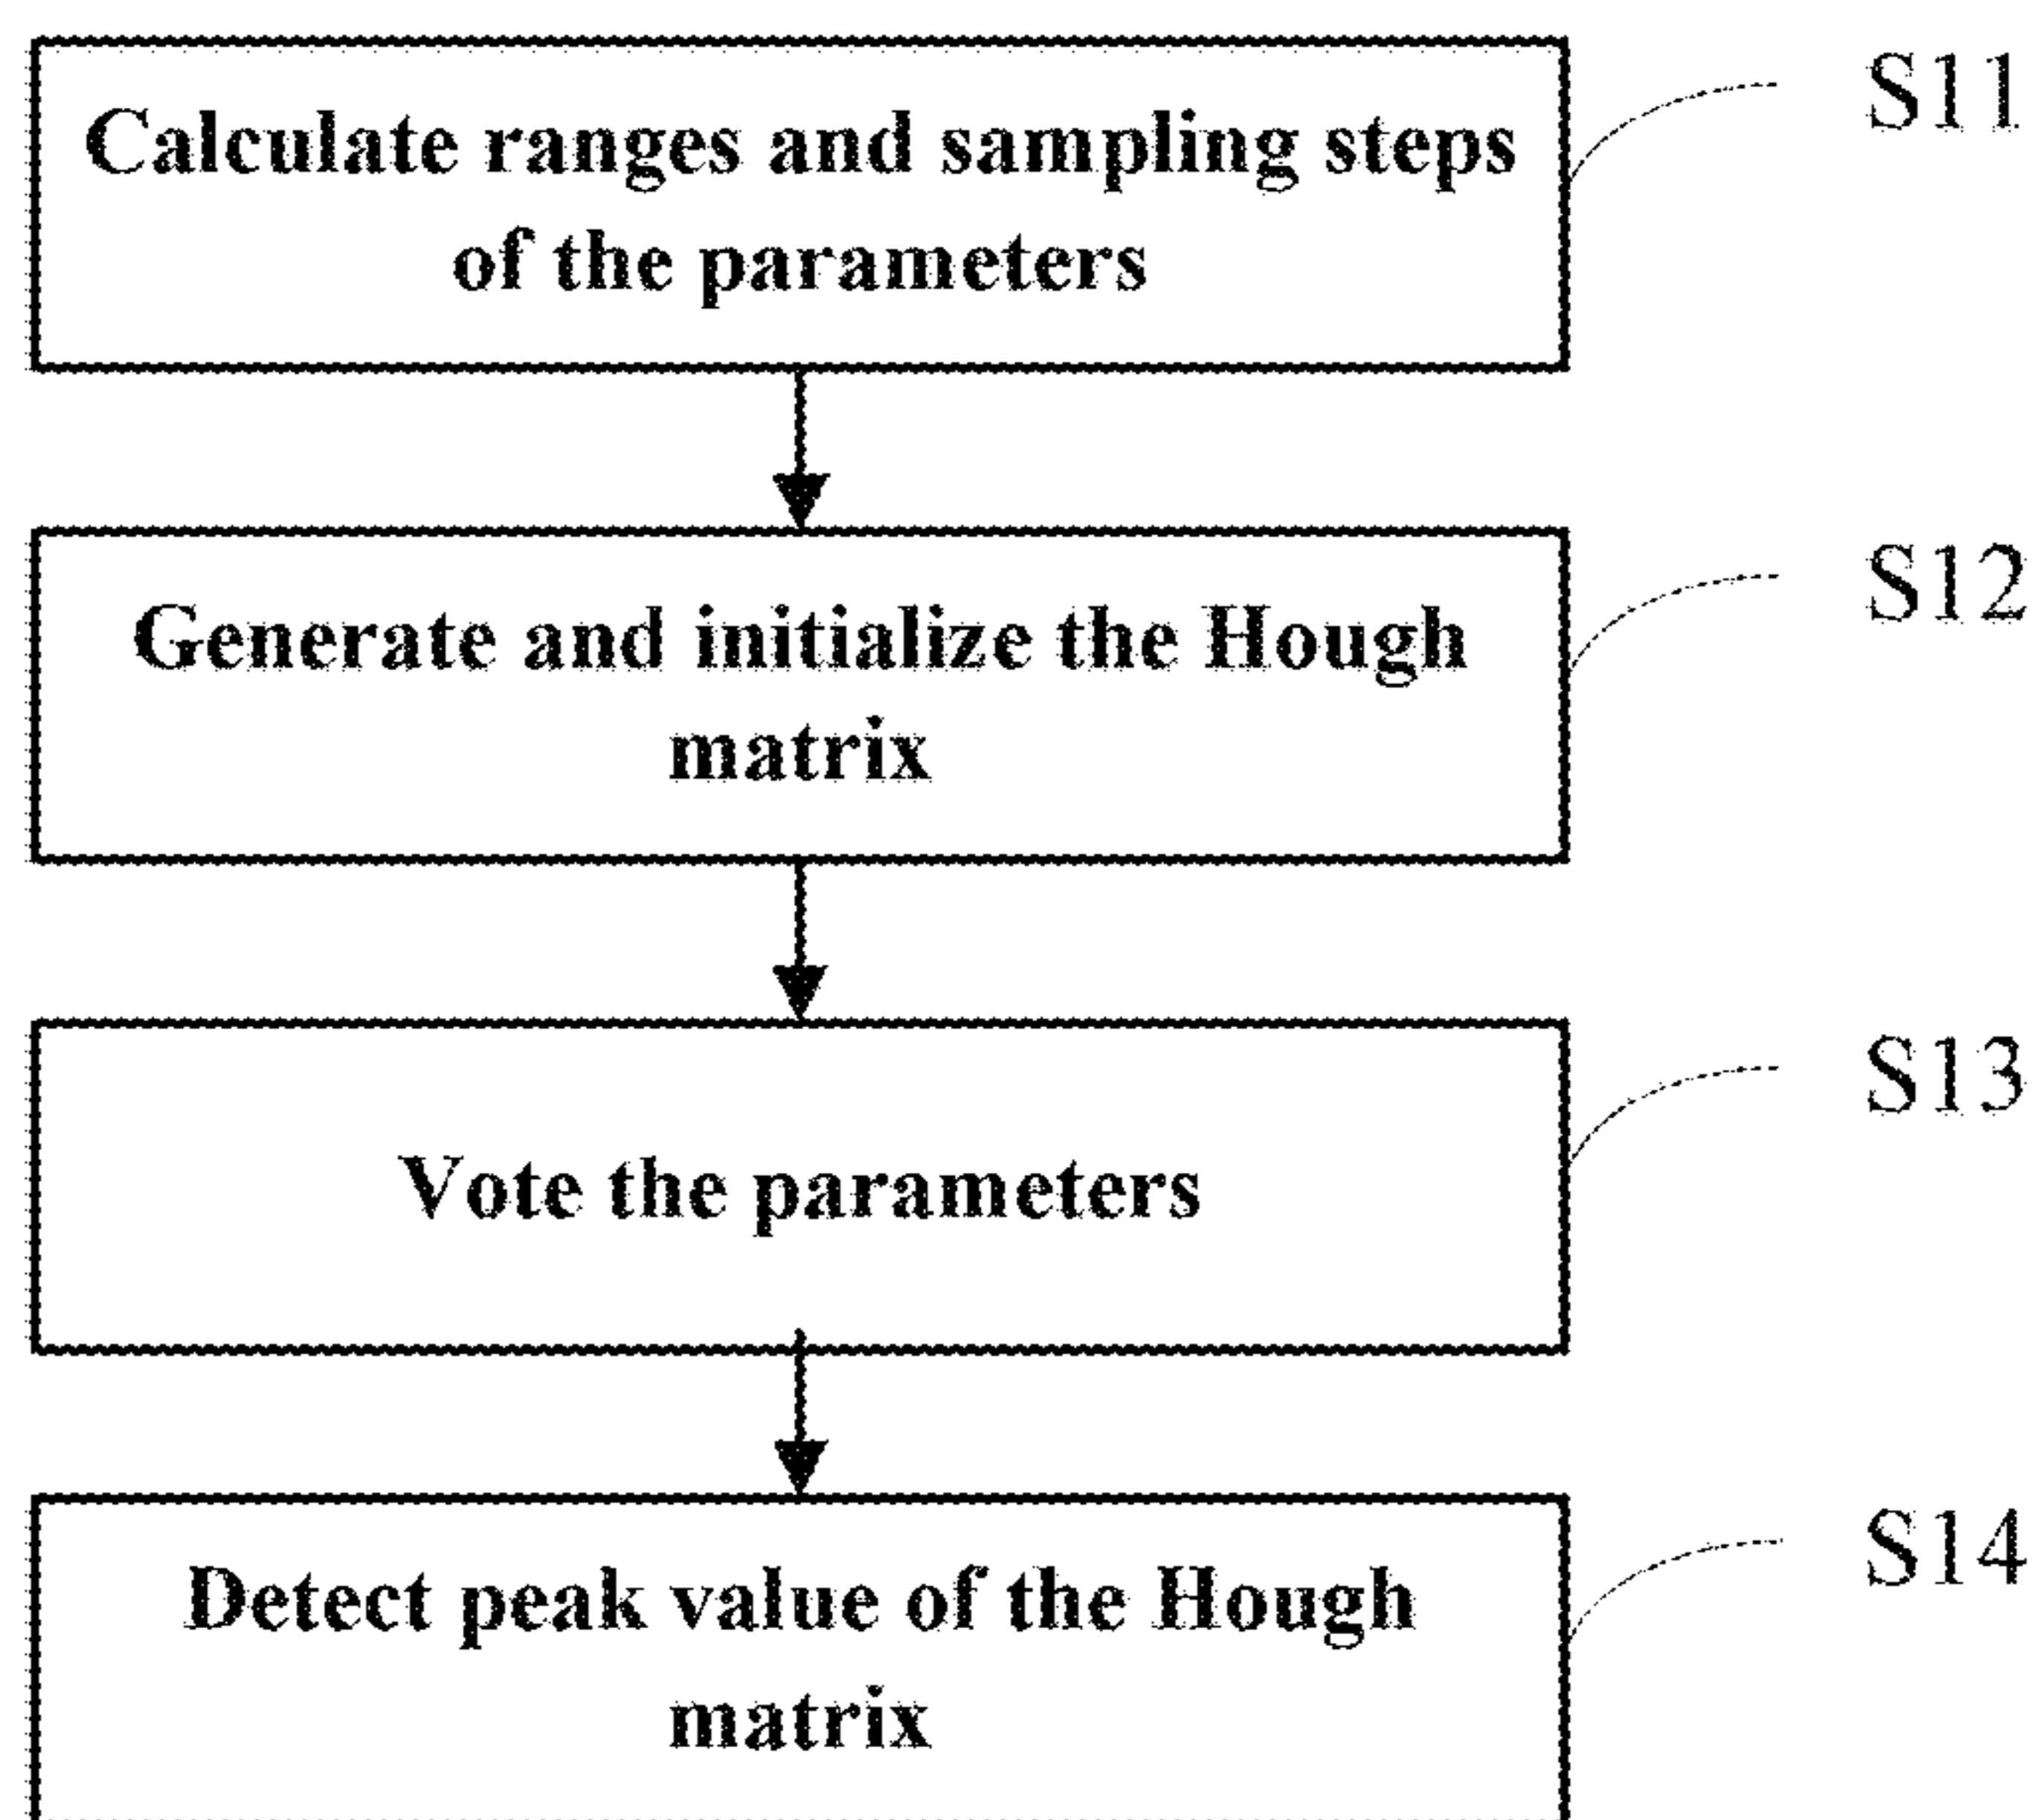 Calculate ranges and sampling steps
of the parameters
S11
Generate and initialize the Hough
matrix
S12
Vote the parameters
S13
Detect peak value of the Hough
matrix
S14